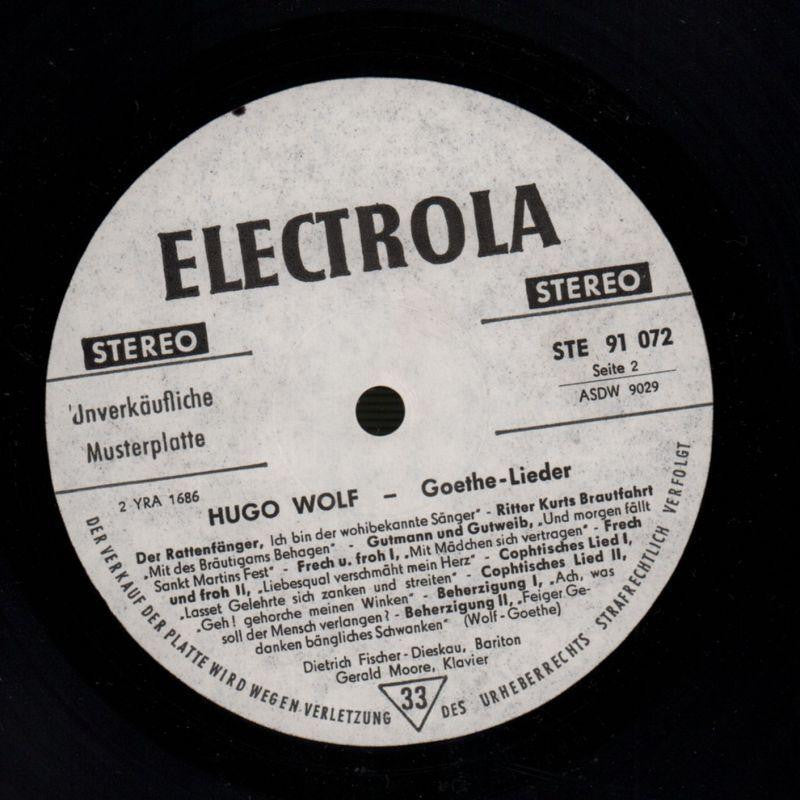 ELECTROLA
STEREO
STEREO
Unverkäufliche
Musterplatte
STE 91 072
Seite 2
ASDW 9029
2 YRA 1686
HUGO WOLF – Goethe-Lieder
Der Rattenfänger, Ich bin der wohibekannte Sänger" - Ritter Kurts Brautfahrt
„Mit des Bräutigams Behagen" - Gutmann und Gutweib, „Und morgen fällt
Sankt Martins Fest" - Frech u. froh I, „Mit Mädchen sich vertragen" - Frech
und froh II, „Liebesqual verschmäht mein Herz" - Cophtisches Lied I,
„Lasset Gelehrte sich zanken und streiten" - Cophtisches Lied II,
„Geh! gehorche meinen Winken" - Beherzigung I, „Ach, was
soll der Mensch verlangen? - Beherzigung II, „Feiger Ge-
danken bängliches Schwanken" (Wolf-Goethe)
Dietrich Fischer-Dieskau, Bariton
Gerald Moore, Klavier
33
DER VERKAUF DER PLATTE WIRD WEGEN VERLETZUNG DES URHEBERRECHTS STRAFRECHTLICH VERFOLGT